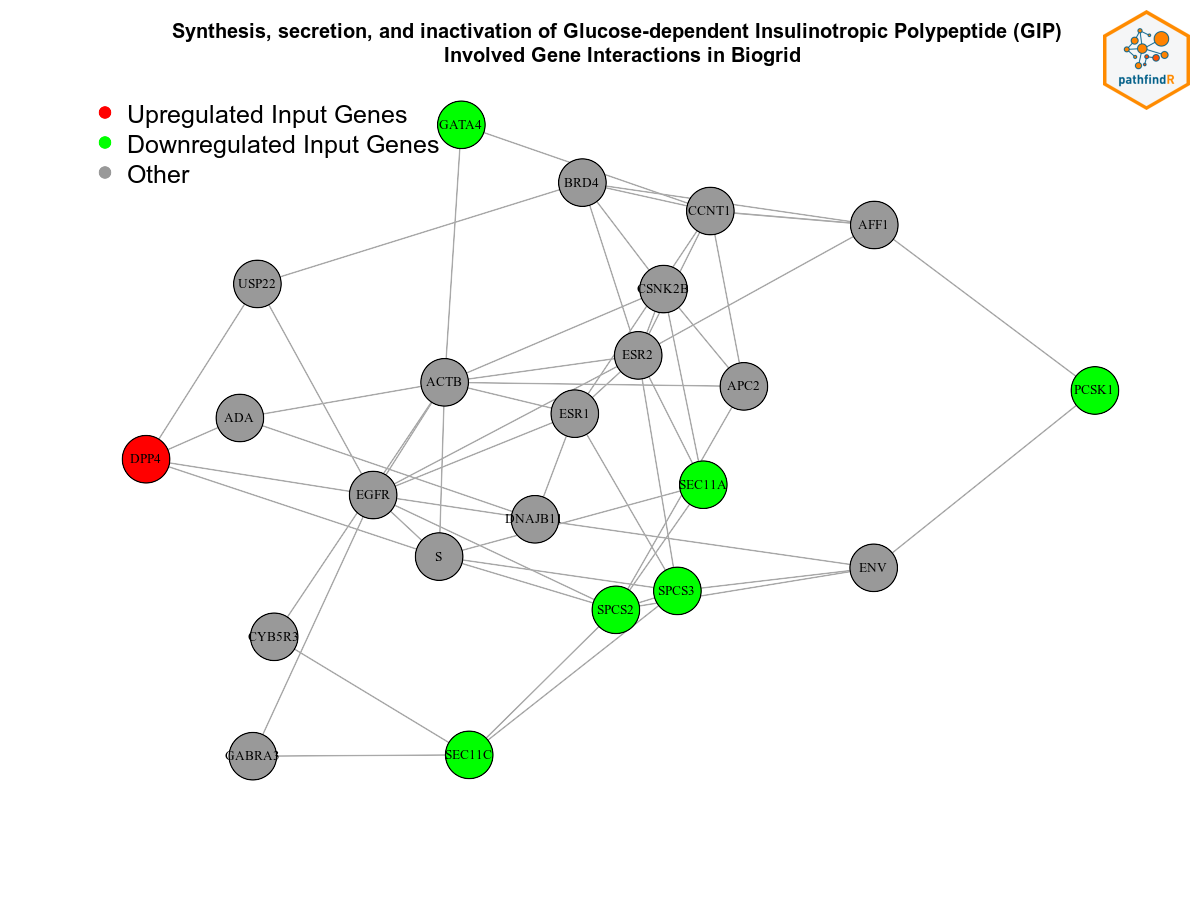 Synthesis, secretion, and inactivation of Glucose-dependent Insulinotropic Polypeptide (GIP)
Involved Gene Interactions in Biogrid
pathfindR
Upregulated Input Genes
Downregulated Input Genes
Other
GATA4
BRD4
CCNT1
AFF1
USP22
CSNK2B
ESR2
ACTB
APC2
PCSK1
ADA
ESR1
DPP4
EGFR
SEC11A
DNAJB11
S
ENV
SPCS3
SPCS2
CYB5R3
GABRA3
SEC11C